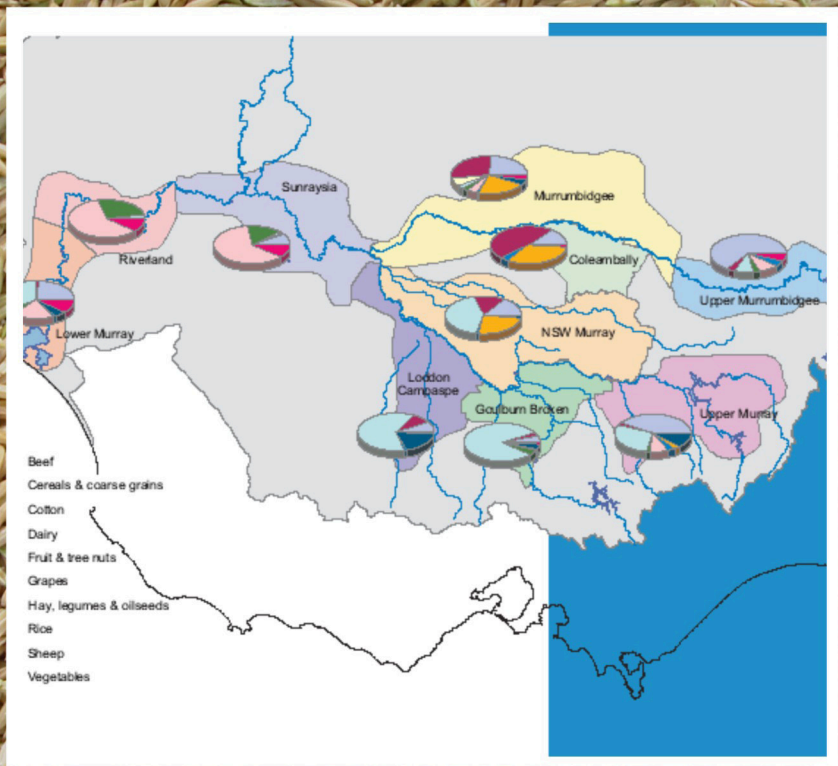 Sunraysia
Murrumbidgee
Riverland
Coleambally
Upper Murrumbidgee
Lower Murray
NSW Murray
Loddon
Campaspe
Goulburn Broken
Upper Murray
Beef
Cereals & coarse grains
Cotton
Dairy
Fruit & tree nuts
Grapes
Hay, legumes & oilseeds
Rice
Sheep
Vegetables